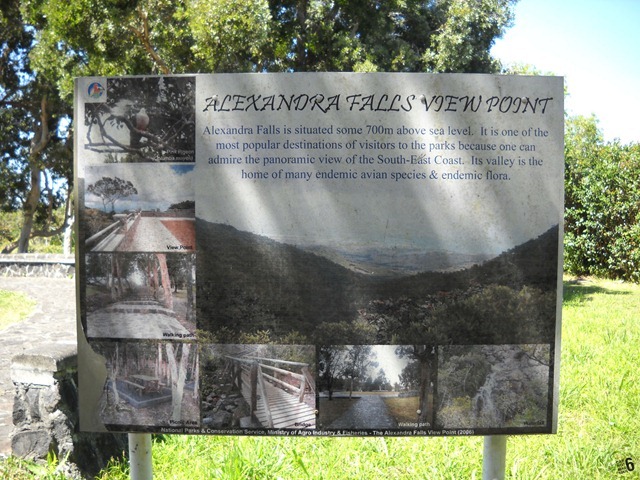 ALEXANDRA FALLS VIEW POINT
Alexandra Falls is situated some 700m above sea level. It is one of the
most popular destinations of visitors to the parks because one can
admire the panoramic view of the South-East Coast. Its valley is the
home of many endemic avian species & endemic flora.
View Point
Walking path
Bridge
Walking path
National Parks & Conservation Service, Ministry of Agro Industry & Fisheries - The Alexandra Falls View Point (2006)
6